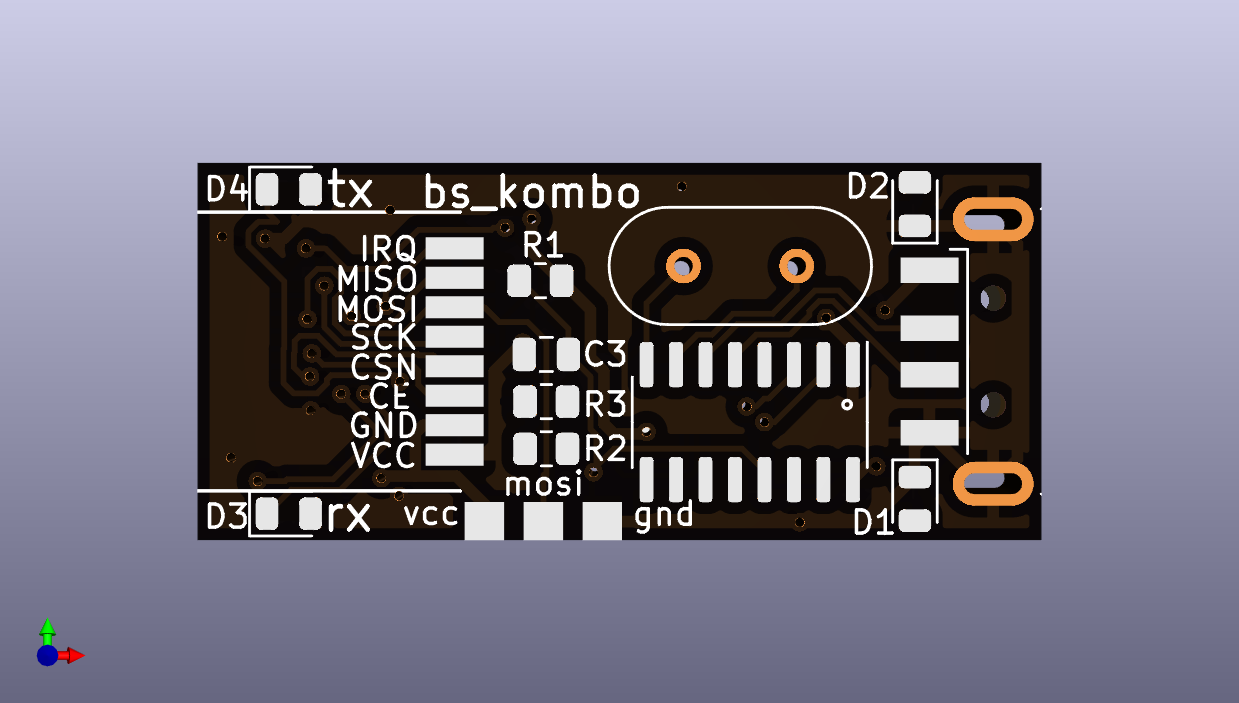 D4 tx bs_kombo D2
R1
IRQ
MISO
MOSI
SCK
CSN
CE
GND
VCC
C3
R3
R2
mosi
D3 rx vcc gnd D1